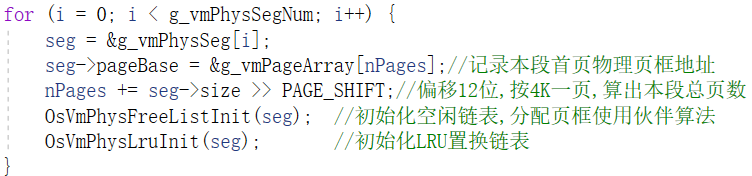 for (i = 0; i < g_vmPhysSegNum; i++) {
    seg = &g_vmPhysSeg[i];
    seg->pageBase = &g_vmPageArray[nPages];//记录本段首页物理页框地址
    nPages += seg->size >> PAGE_SHIFT;//偏移12位,按4K一页,算出本段总页数
    OsVmPhysFreeListInit(seg);  //初始化空闲链表,分配页框使用伙伴算法
    OsVmPhysLruInit(seg);       //初始化LRU置换链表
}